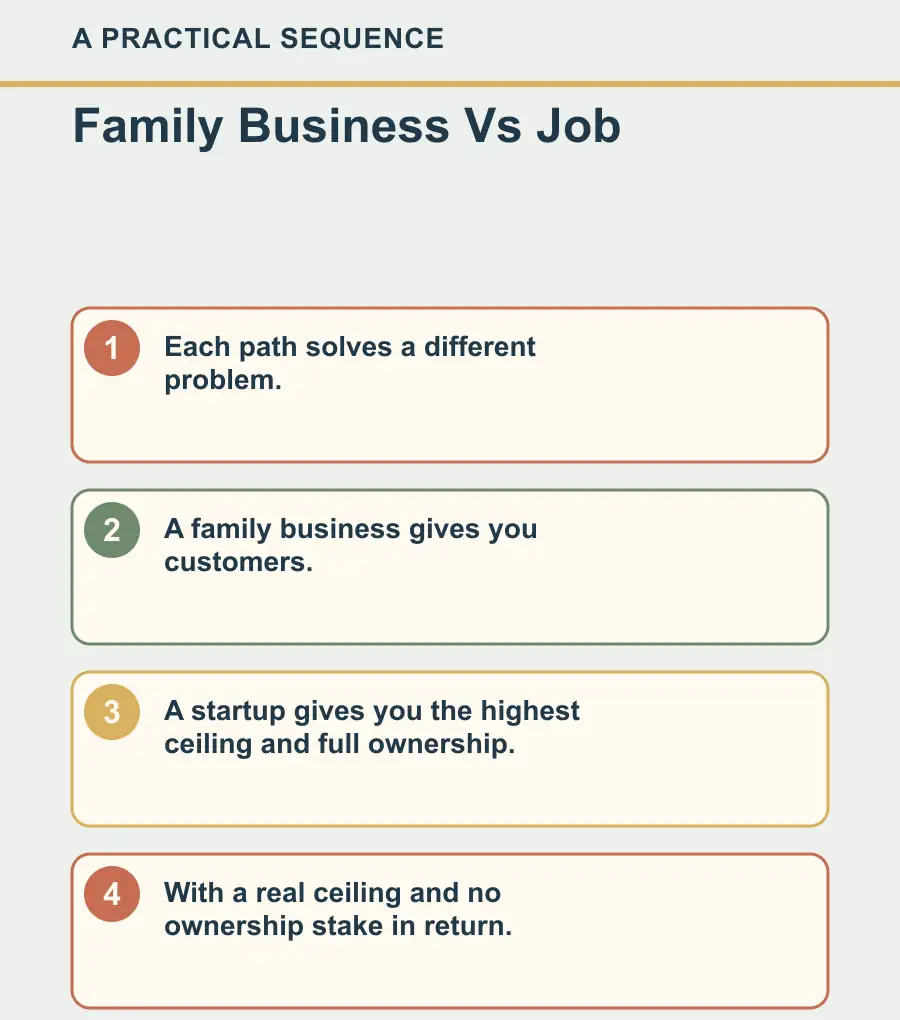 A PRACTICAL SEQUENCE
Family Business Vs Job
1
Each path solves a different
problem.
2
A family business gives you
customers.
3
A startup gives you the highest
ceiling and full ownership.
4
With a real ceiling and no
ownership stake in return.